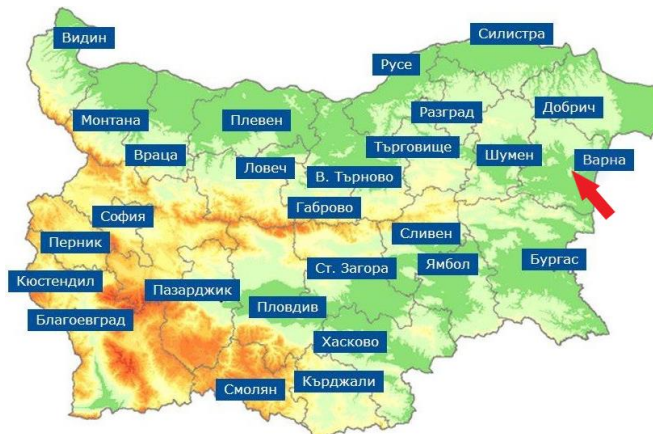 Видин
Силистра
Русе
Монтана
Плевен
Разград
Добрич
Враца
Ловеч
Търговище
Шумен
Варна
В. Търново
Габрово
София
Перник
Сливен
Кюстендил
Пазарджик
Ст. Загора
Ямбол
Бургас
Благоевград
Пловдив
Хасково
Смолян
Кърджали